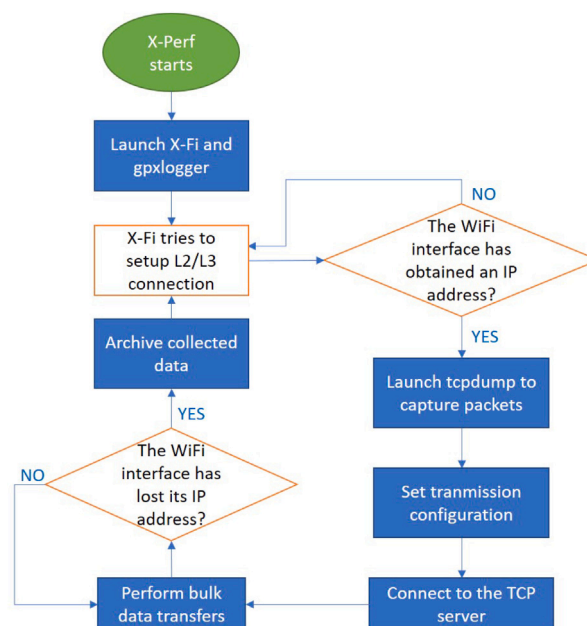 X-Perf
starts
Launch X-Fi and
gpxlogger
NO
X-Fi tries to
setup L2/L3
connection
The WiFi
interface has
obtained an IP
address?
YES
Archive collected
data
Launch tcpdump to
capture packets
YES
The WiFi
interface has
lost its IP
address?
NO
Set tranmission
configuration
Perform bulk
data transfers
Connect to the TCP
server